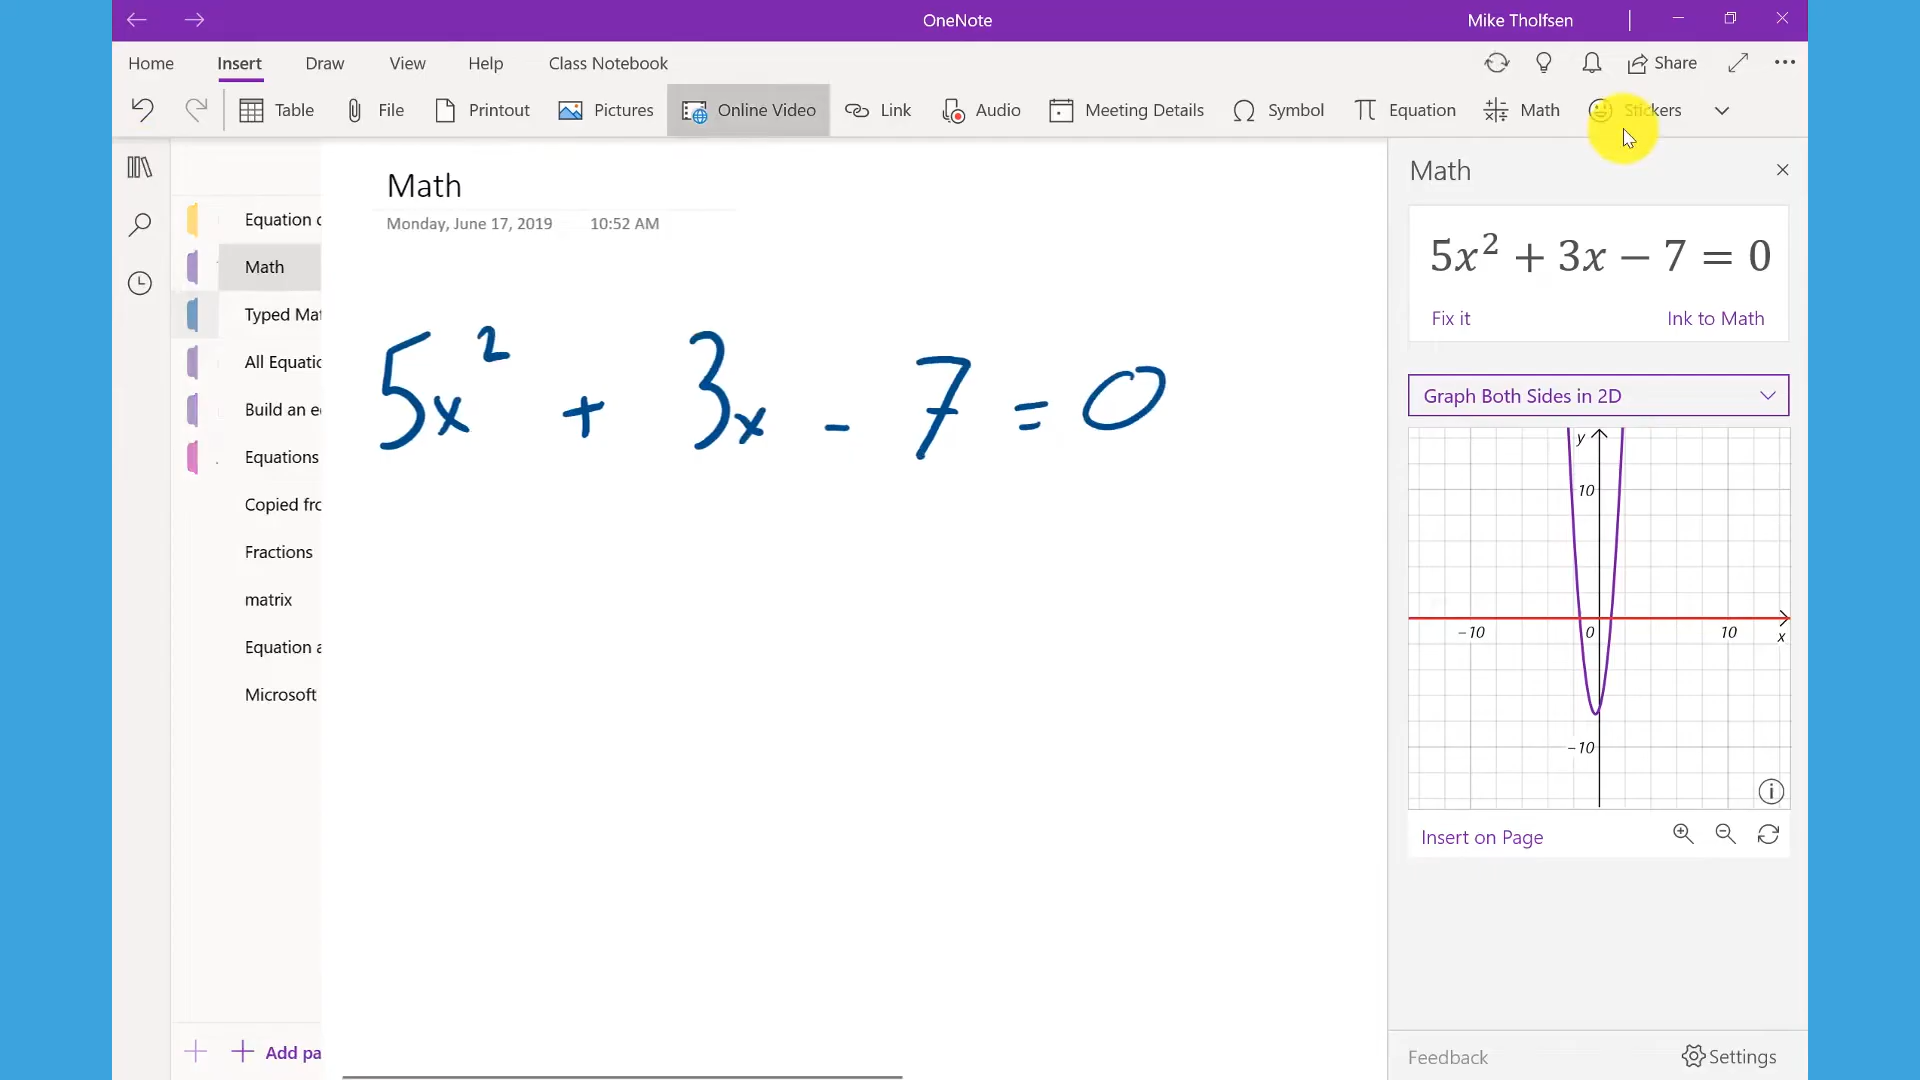 OneNote
Mike Tholfsen
Home Insert Draw View Help Class Notebook Share
Table File Printout Pictures Online Video Link Audio Meeting Details Symbol Equation Math Stickers
Math
Monday, June 17, 2019 10:52 AM
Equation
Math
Typed Mat
All Equatio
Build an e
Equations
Copied fro
Fractions
matrix
Equation a
Microsoft
Add pa
5x² + 3x - 7 = 0
Math
5x² + 3x − 7 = 0
Fix it Ink to Math
Graph Both Sides in 2D
y
10
−10 0 10
x
−10
Insert on Page
Feedback Settings